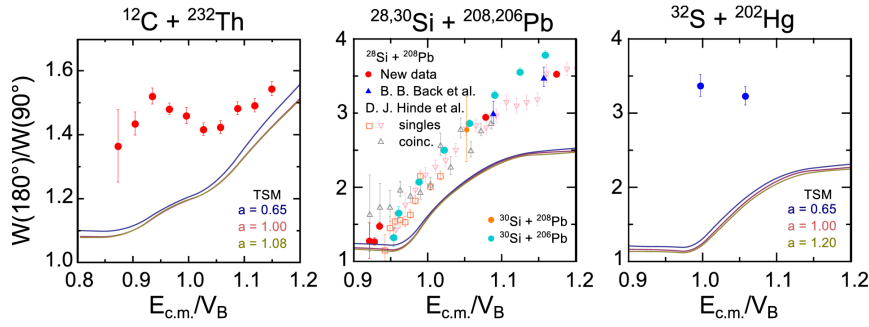 ¹²C + ²³²Th
W(180°)/W(90°)
1.6
1.4
1.2
1.0
TSM
a = 0.65
a = 1.00
a = 1.08
0.8
0.9
1.0
1.1
1.2
E_c.m./V_B
²⁸,³⁰Si + ²⁰⁸,²⁰⁶Pb
4
3
2
1
²⁸Si + ²⁰⁸Pb
New data
B. B. Back et al.
D. J. Hinde et al.
singles
coinc.
³⁰Si + ²⁰⁸Pb
³⁰Si + ²⁰⁶Pb
0.9
1.0
1.1
1.2
E_c.m./V_B
³²S + ²⁰²Hg
4
3
2
1
TSM
a = 0.65
a = 1.00
a = 1.20
0.9
1.0
1.1
1.2
E_c.m./V_B